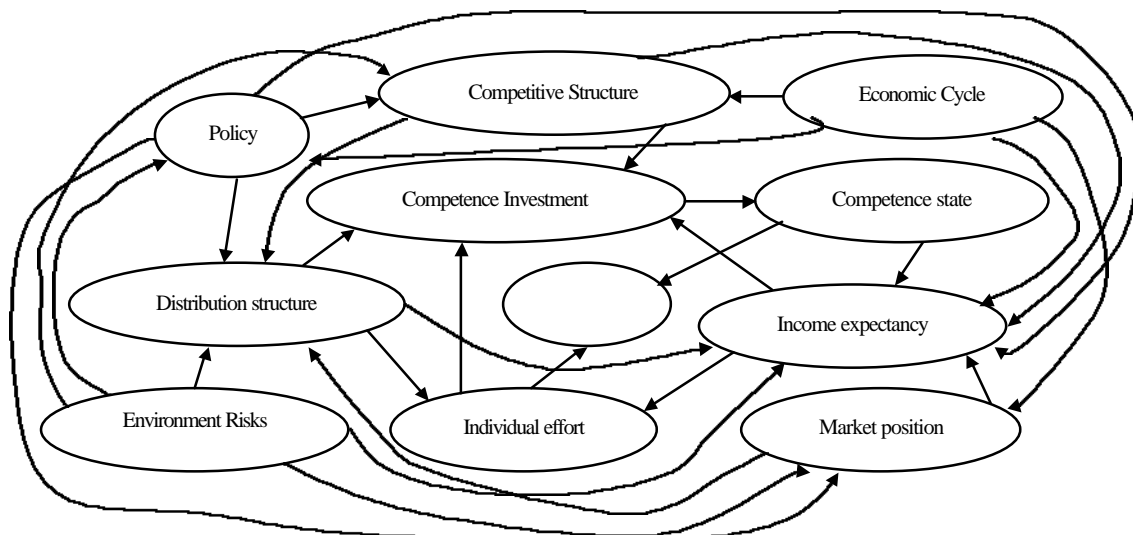 Competitive Structure
Economic Cycle
Policy
Competence Investment
Competence state
Distribution structure
Income expectancy
Environment Risks
Individual effort
Market position